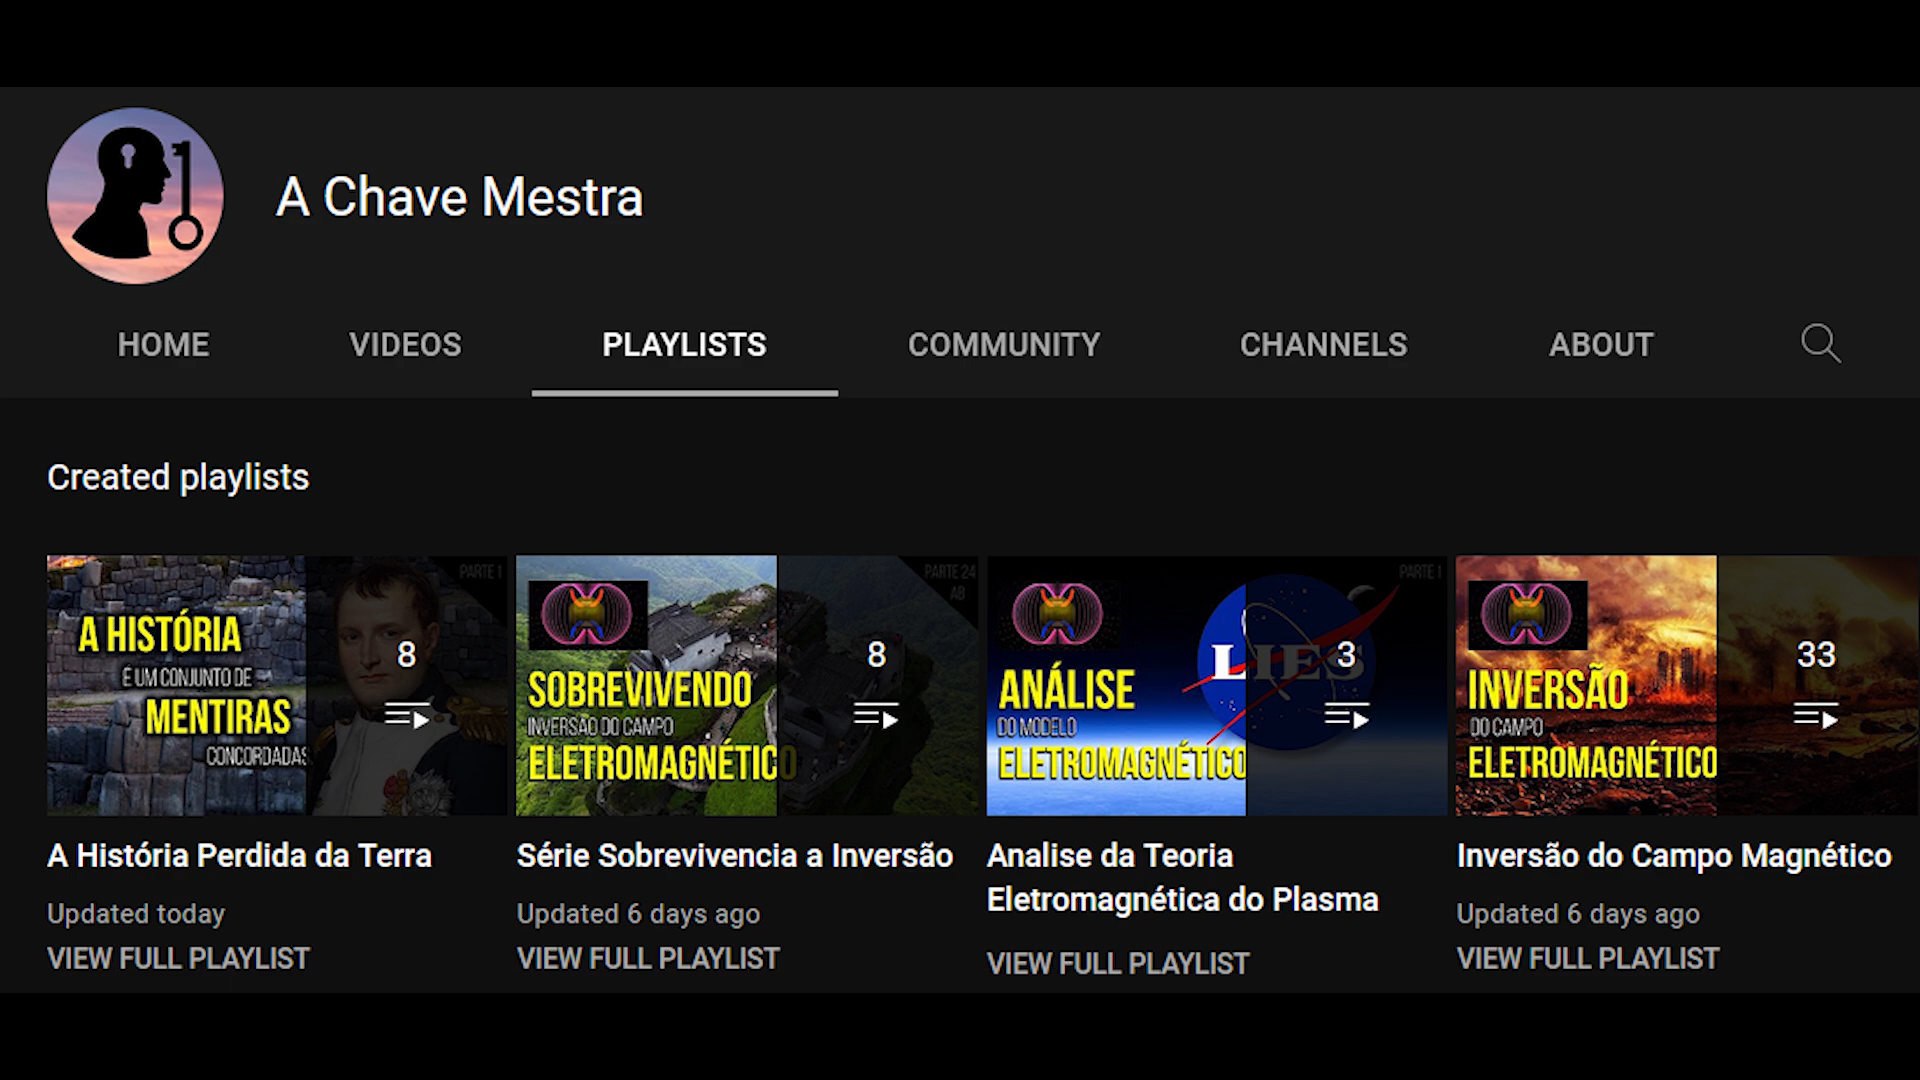 A Chave Mestra
HOME VIDEOS PLAYLISTS COMMUNITY CHANNELS ABOUT
Created playlists
A HISTÓRIA
É UM CONJUNTO DE
MENTIRAS
CONCORDADAS
PARTE 1
8
SOBREVIVENDO
INVERSÃO DO CAMPO
ELETROMAGNÉTICO
PARTE 24
AB
8
ANÁLISE
DO MODELO
ELETROMAGNÉTICO
LIES
PARTE 1
3
INVERSÃO
DO CAMPO
ELETROMAGNÉTICO
33
A História Perdida da Terra
Updated today
VIEW FULL PLAYLIST
Série Sobrevivencia a Inversão
Updated 6 days ago
VIEW FULL PLAYLIST
Analise da Teoria
Eletromagnética do Plasma
VIEW FULL PLAYLIST
Inversão do Campo Magnético
Updated 6 days ago
VIEW FULL PLAYLIST